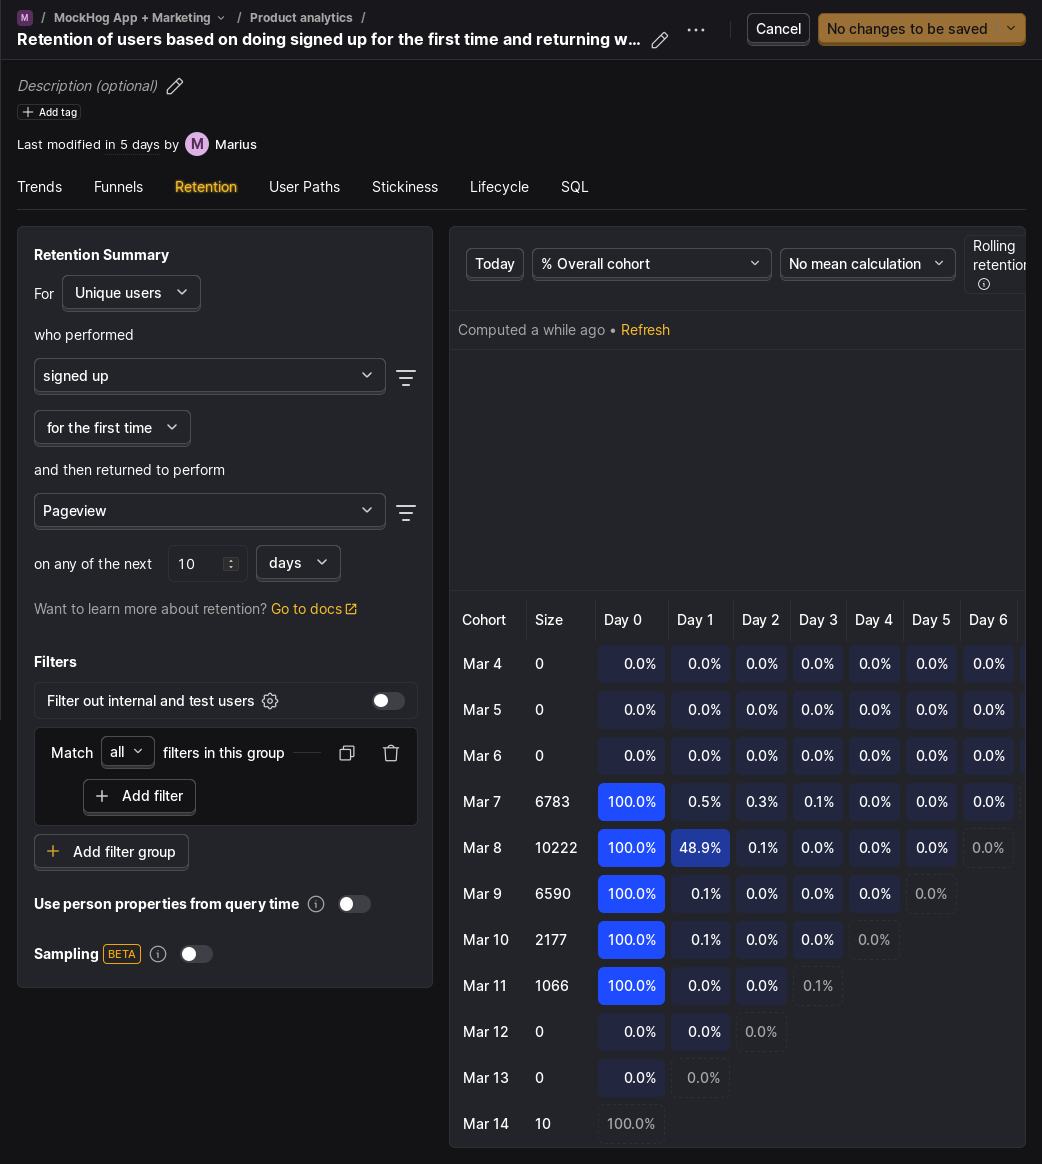 M / MockHog App + Marketing / Product analytics /
Retention of users based on doing signed up for the first time and returning w...
Cancel
No changes to be saved
Description (optional)
Add tag
Last modified in 5 days by M Marius
Trends Funnels Retention User Paths Stickiness Lifecycle SQL
Retention Summary
For Unique users
who performed
signed up
for the first time
and then returned to perform
Pageview
on any of the next 10 days
Want to learn more about retention? Go to docs
Filters
Filter out internal and test users
Match all filters in this group
Add filter
Add filter group
Use person properties from query time
Sampling BETA
Today % Overall cohort No mean calculation
Rolling
retention
Computed a while ago • Refresh
Cohort Size Day 0 Day 1 Day 2 Day 3 Day 4 Day 5 Day 6
Mar 4 0 0.0% 0.0% 0.0% 0.0% 0.0% 0.0% 0.0%
Mar 5 0 0.0% 0.0% 0.0% 0.0% 0.0% 0.0% 0.0%
Mar 6 0 0.0% 0.0% 0.0% 0.0% 0.0% 0.0% 0.0%
Mar 7 6783 100.0% 0.5% 0.3% 0.1% 0.0% 0.0% 0.0%
Mar 8 10222 100.0% 48.9% 0.1% 0.0% 0.0% 0.0% 0.0%
Mar 9 6590 100.0% 0.1% 0.0% 0.0% 0.0% 0.0%
Mar 10 2177 100.0% 0.1% 0.0% 0.0% 0.0%
Mar 11 1066 100.0% 0.0% 0.0% 0.1%
Mar 12 0 0.0% 0.0% 0.0%
Mar 13 0 0.0% 0.0%
Mar 14 10 100.0%